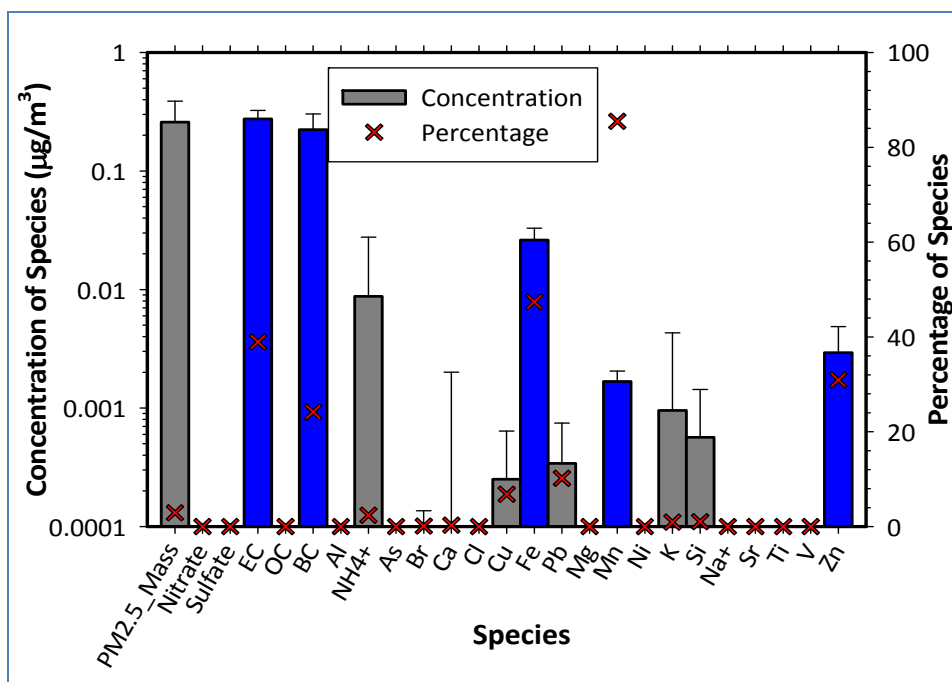 1
0.1
0.01
0.001
0.0001
Concentration of Species (µg/m³)
Concentration
Percentage
100
80
60
40
20
0
Percentage of Species
PM2.5_Mass
Nitrate
Sulfate
EC
OC
BC
Al
NH4+
As
Br
Ca
Cl
Cu
Fe
Pb
Mg
Mn
Ni
K
Si
Na+
Sr
Ti
V
Zn
Species